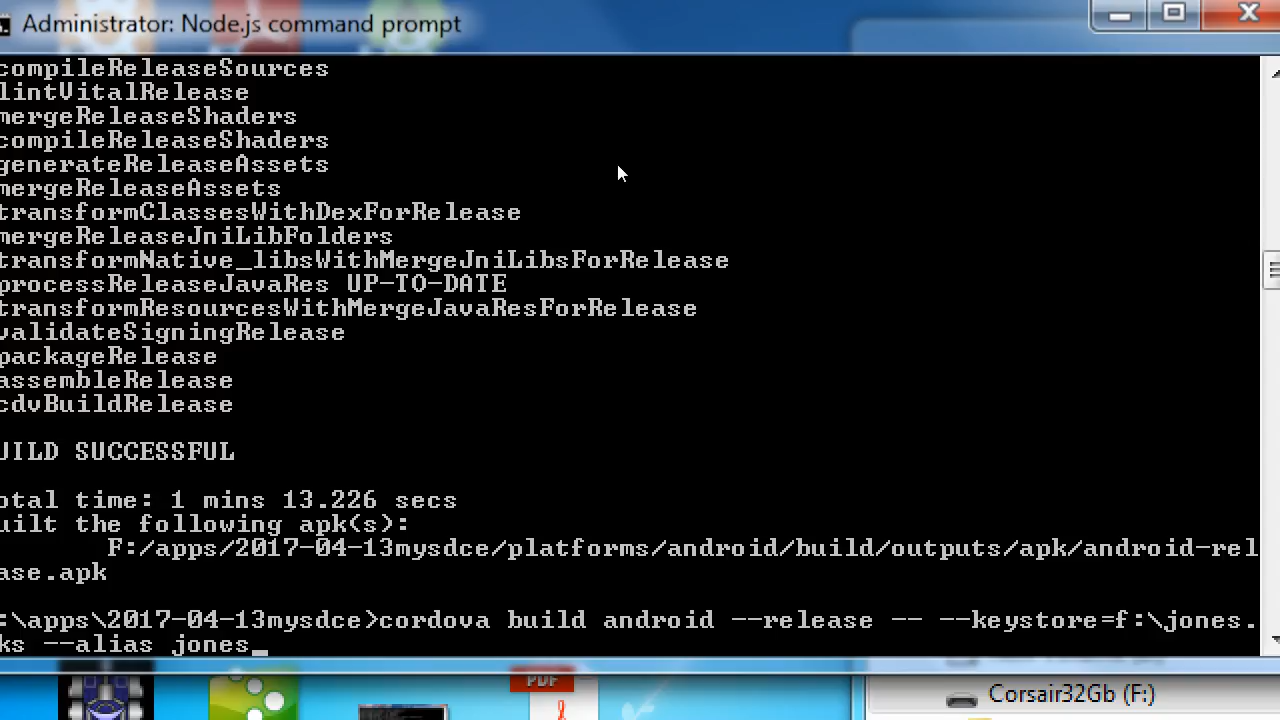 Administrator: Node.js command prompt
compileReleaseSources
lintVitalRelease
mergeReleaseShaders
compileReleaseShaders
generateReleaseAssets
mergeReleaseAssets
transformClassesWithDexForRelease
mergeReleaseJniLibFolders
transformNative_libsWithMergeJniLibsForRelease
processReleaseJavaRes UP-TO-DATE
transformResourcesWithMergeJavaResForRelease
validateSigningRelease
packageRelease
assembleRelease
cdvBuildRelease
UILD SUCCESSFUL
otal time: 1 mins 13.226 secs
uilt the following apk(s):
F:/apps/2017-04-13mysdce/platforms/android/build/outputs/apk/android-rel
ase.apk
:\apps\2017-04-13mysdce>cordova build android --release -- --keystore=f:\jones.
ks --alias jones_
PDF
Corsair32Gb (F:)